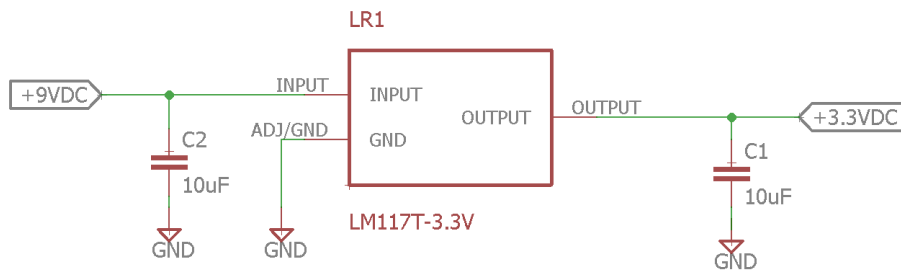 LR1
+9VDC
INPUT
INPUT
OUTPUT
OUTPUT
+3.3VDC
ADJ/GND
GND
C2
10uF
C1
10uF
LM117T-3.3V
GND
GND
GND